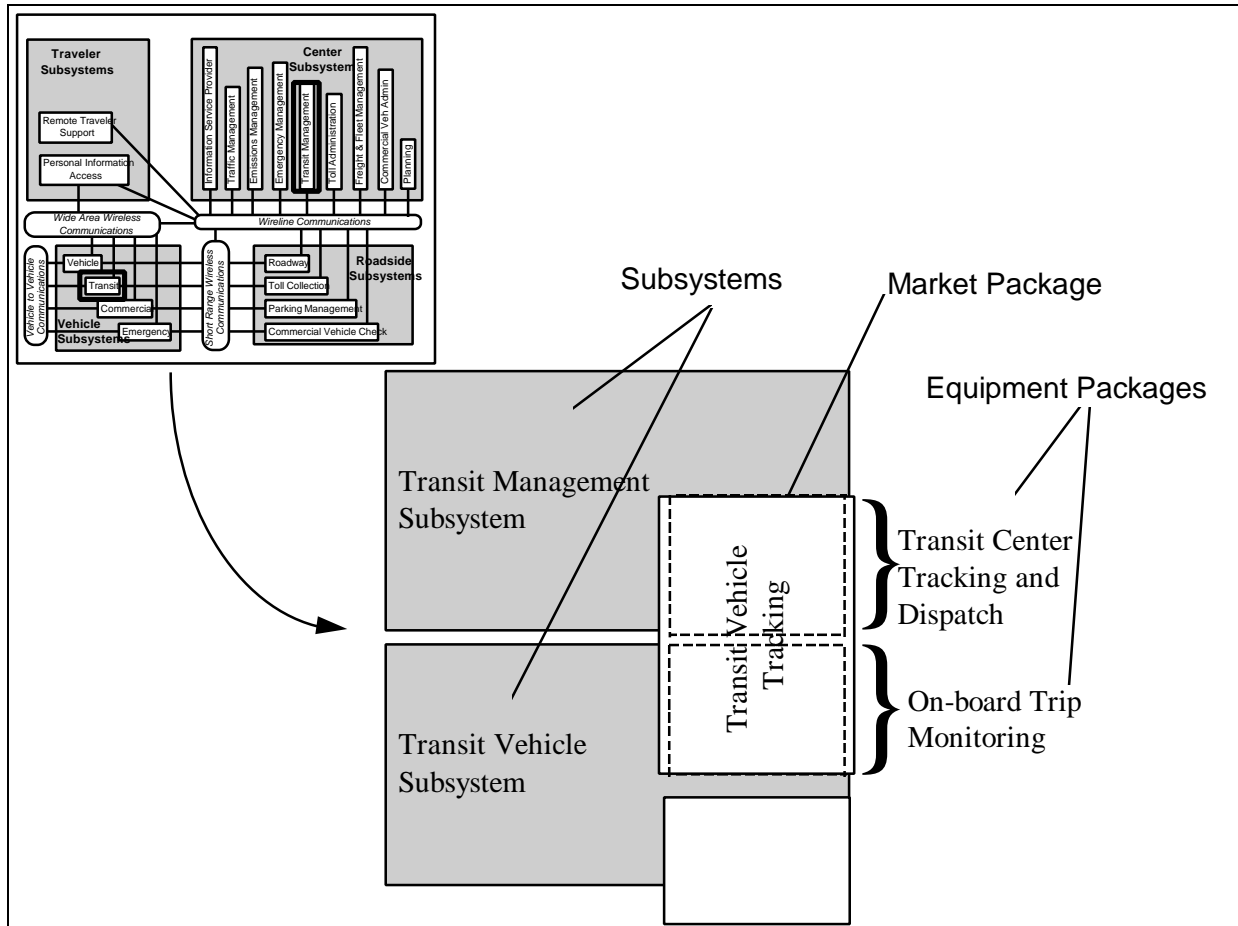 Traveler
Subsystems
Remote Traveler
Support
Personal Information
Access
Center
Subsystem
Information Service Provider
Traffic Management
Emissions Management
Emergency Management
Transit Management
Toll Administration
Freight & Fleet Management
Commercial Veh Admin
Planning
Wide Area Wireless
Communications
Wireline Communications
Vehicle to Vehicle
Communications
Vehicle
Transit
Commercial
Emergency
Vehicle
Subsystems
Short Range Wireless
Communications
Roadway
Toll Collection
Parking Management
Commercial Vehicle Check
Roadside
Subsystems
Subsystems
Market Package
Equipment Packages
Transit Management
Subsystem
Transit Vehicle
Tracking
Transit Center
Tracking and
Dispatch
Transit Vehicle
Subsystem
On-board Trip
Monitoring